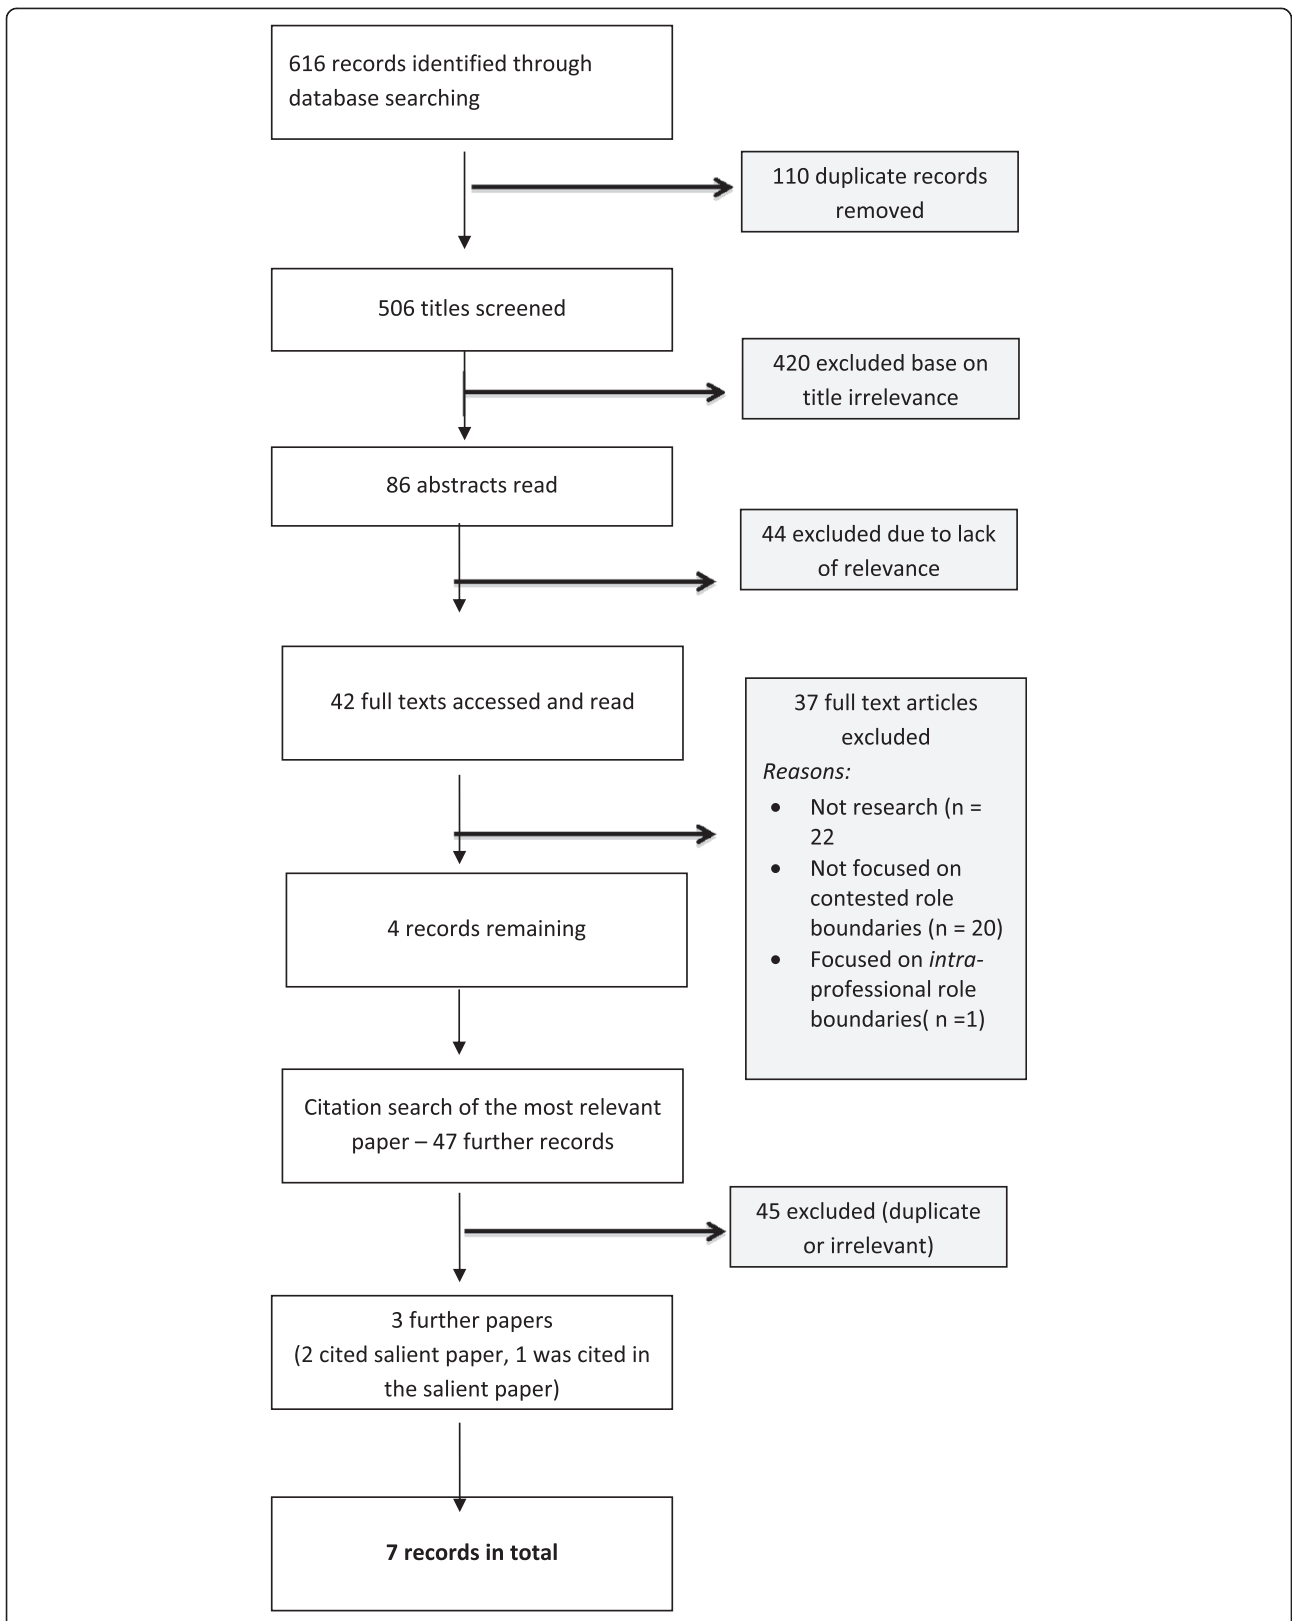 616 records identified through
database searching
110 duplicate records
removed
506 titles screened
420 excluded base on
title irrelevance
86 abstracts read
44 excluded due to lack
of relevance
42 full texts accessed and read
37 full text articles
excluded
Reasons:
• Not research (n =
22
• Not focused on
contested role
boundaries (n = 20)
• Focused on intra-
professional role
boundaries( n =1)
4 records remaining
Citation search of the most relevant
paper – 47 further records
45 excluded (duplicate
or irrelevant)
3 further papers
(2 cited salient paper, 1 was cited in
the salient paper)
7 records in total